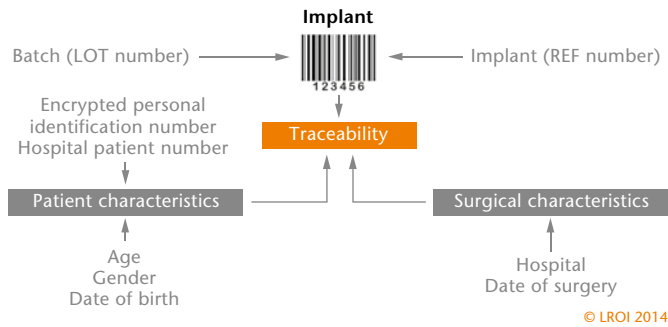 Implant
Batch (LOT number)
Implant (REF number)
123456
Encrypted personal
identification number
Hospital patient number
Traceability
Patient characteristics
Surgical characteristics
Age
Gender
Date of birth
Hospital
Date of surgery
© LROI 2014